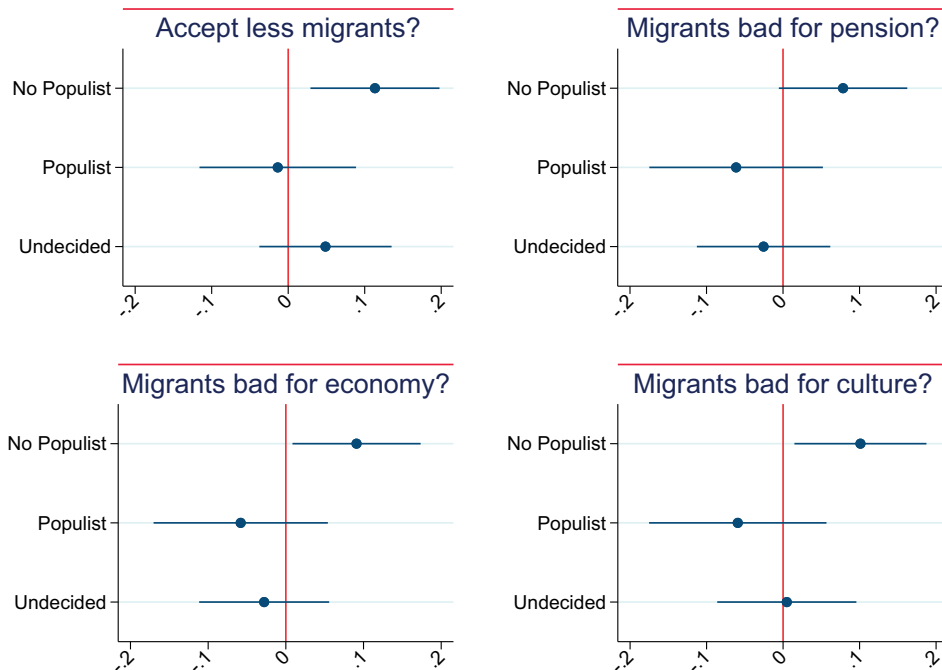 Accept less migrants?
No Populist
Populist
Undecided
-.2 -.1 0 .1 .2
Migrants bad for pension?
No Populist
Populist
Undecided
-.2 -.1 0 .1 .2
Migrants bad for economy?
No Populist
Populist
Undecided
-.2 -.1 0 .1 .2
Migrants bad for culture?
No Populist
Populist
Undecided
-.2 -.1 0 .1 .2